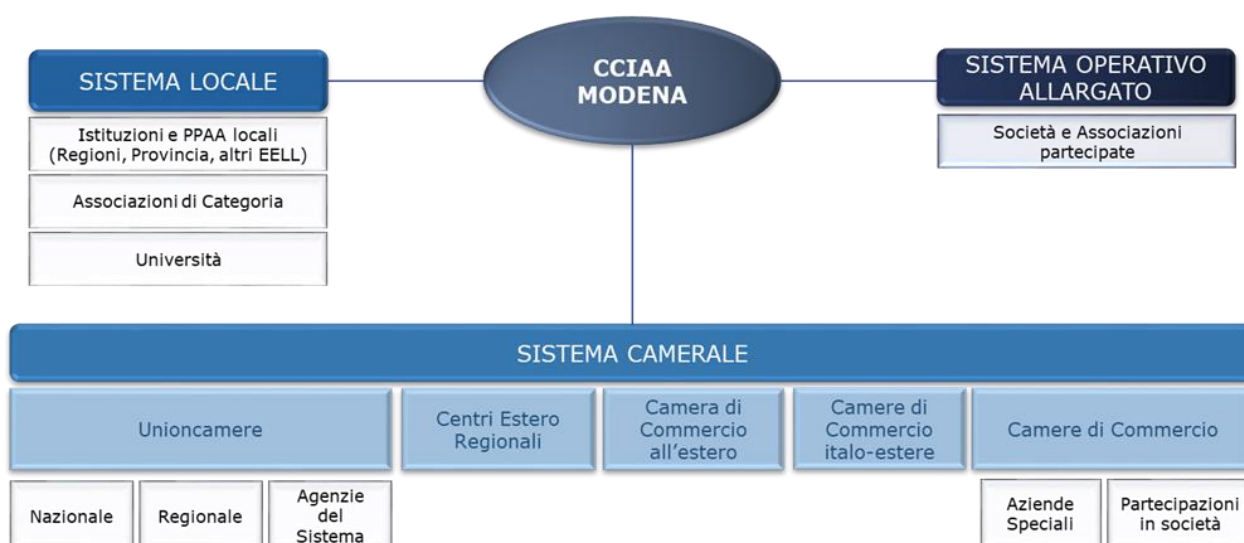 CCIAA
MODENA
SISTEMA LOCALE
Istituzioni e PPAA locali
(Regioni, Provincia, altri EELL)
Associazioni di Categoria
Università
SISTEMA OPERATIVO
ALLARGATO
Società e Associazioni
partecipate
SISTEMA CAMERALE
Unioncamere
Centri Estero
Regionali
Camera di
Commercio
all'estero
Camere di
Commercio
italo-estere
Camere di Commercio
Nazionale
Regionale
Agenzie
del
Sistema
Aziende
Speciali
Partecipazioni
in società